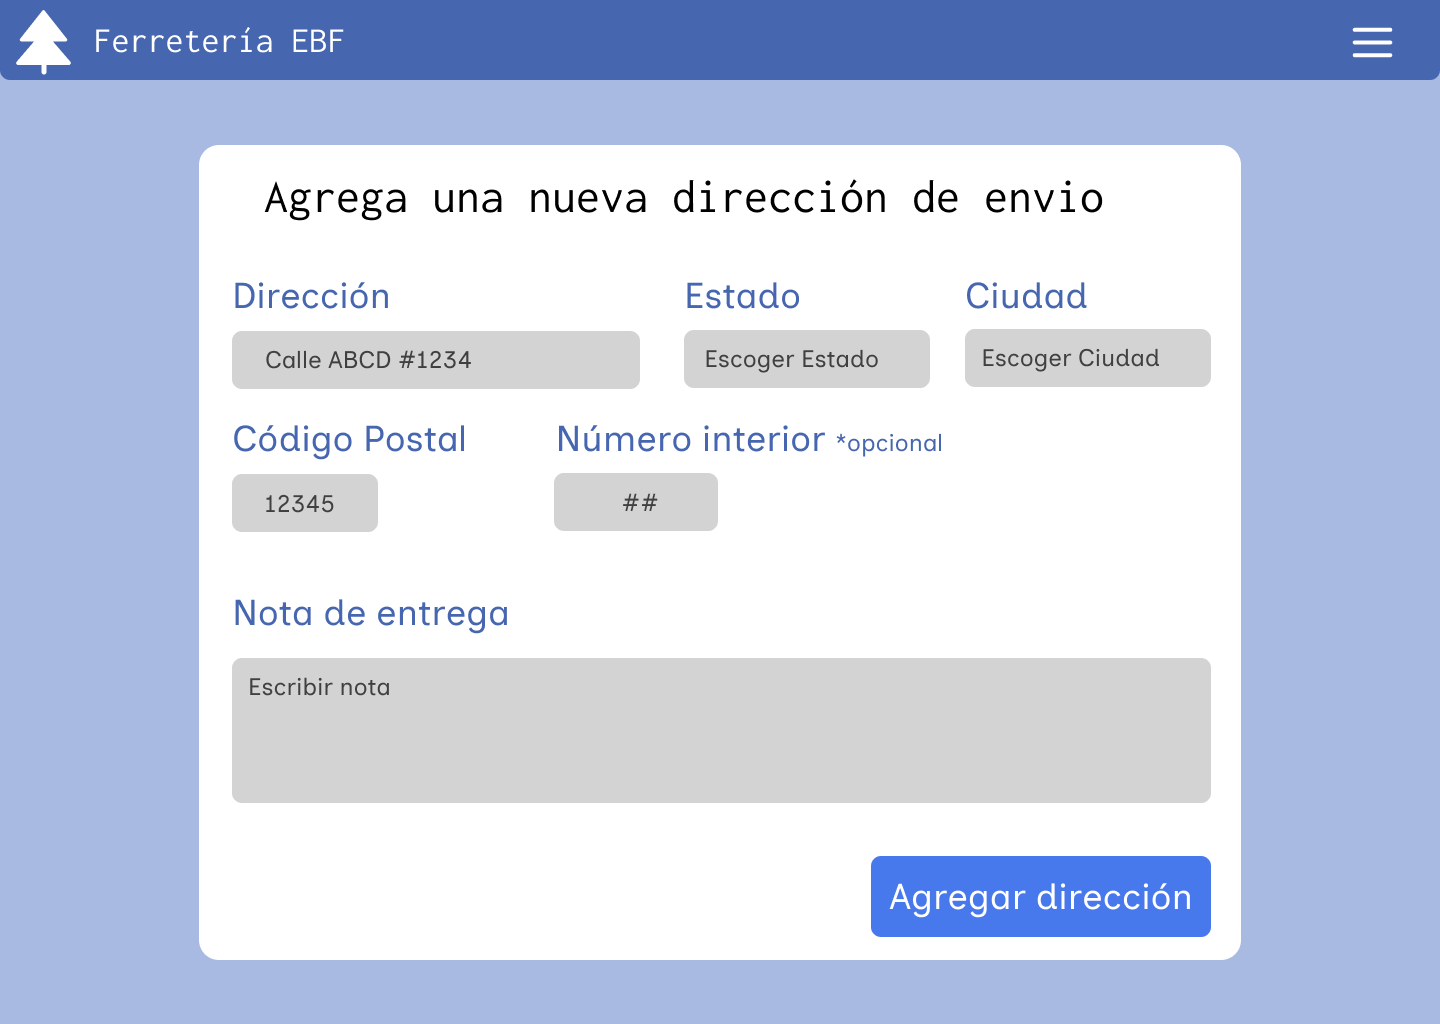 Ferretería EBF
Agrega una nueva dirección de envio
Dirección
Estado
Ciudad
Calle ABCD #1234
Escoger Estado
Escoger Ciudad
Código Postal
Número interior *opcional
12345
##
Nota de entrega
Escribir nota
Agregar dirección